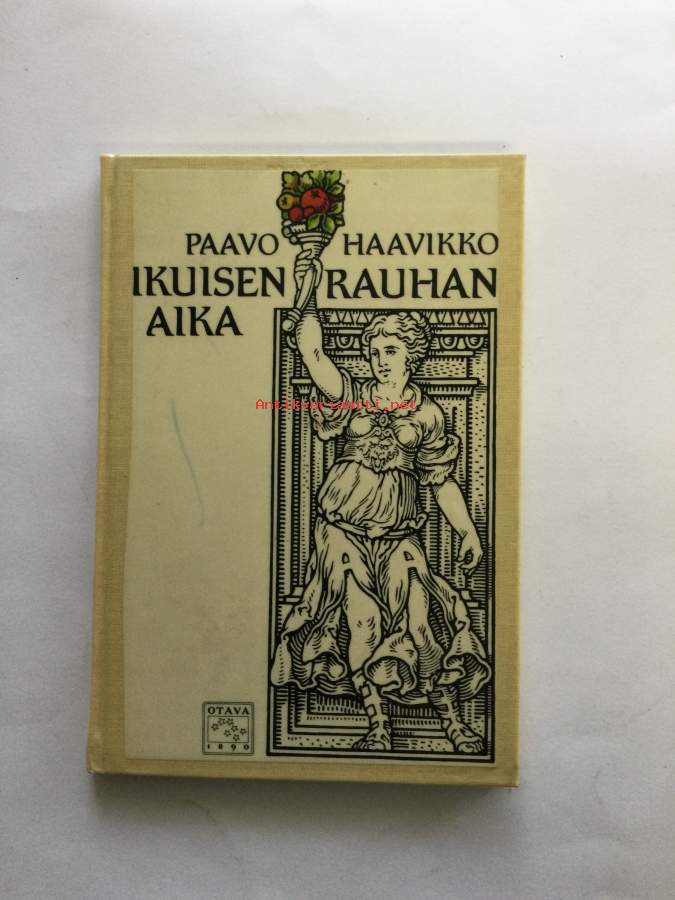 PAAVO HAAVIKKO
IKUISEN RAUHAN
AIKA
Antikvariaatti.net
OTAVA
1890